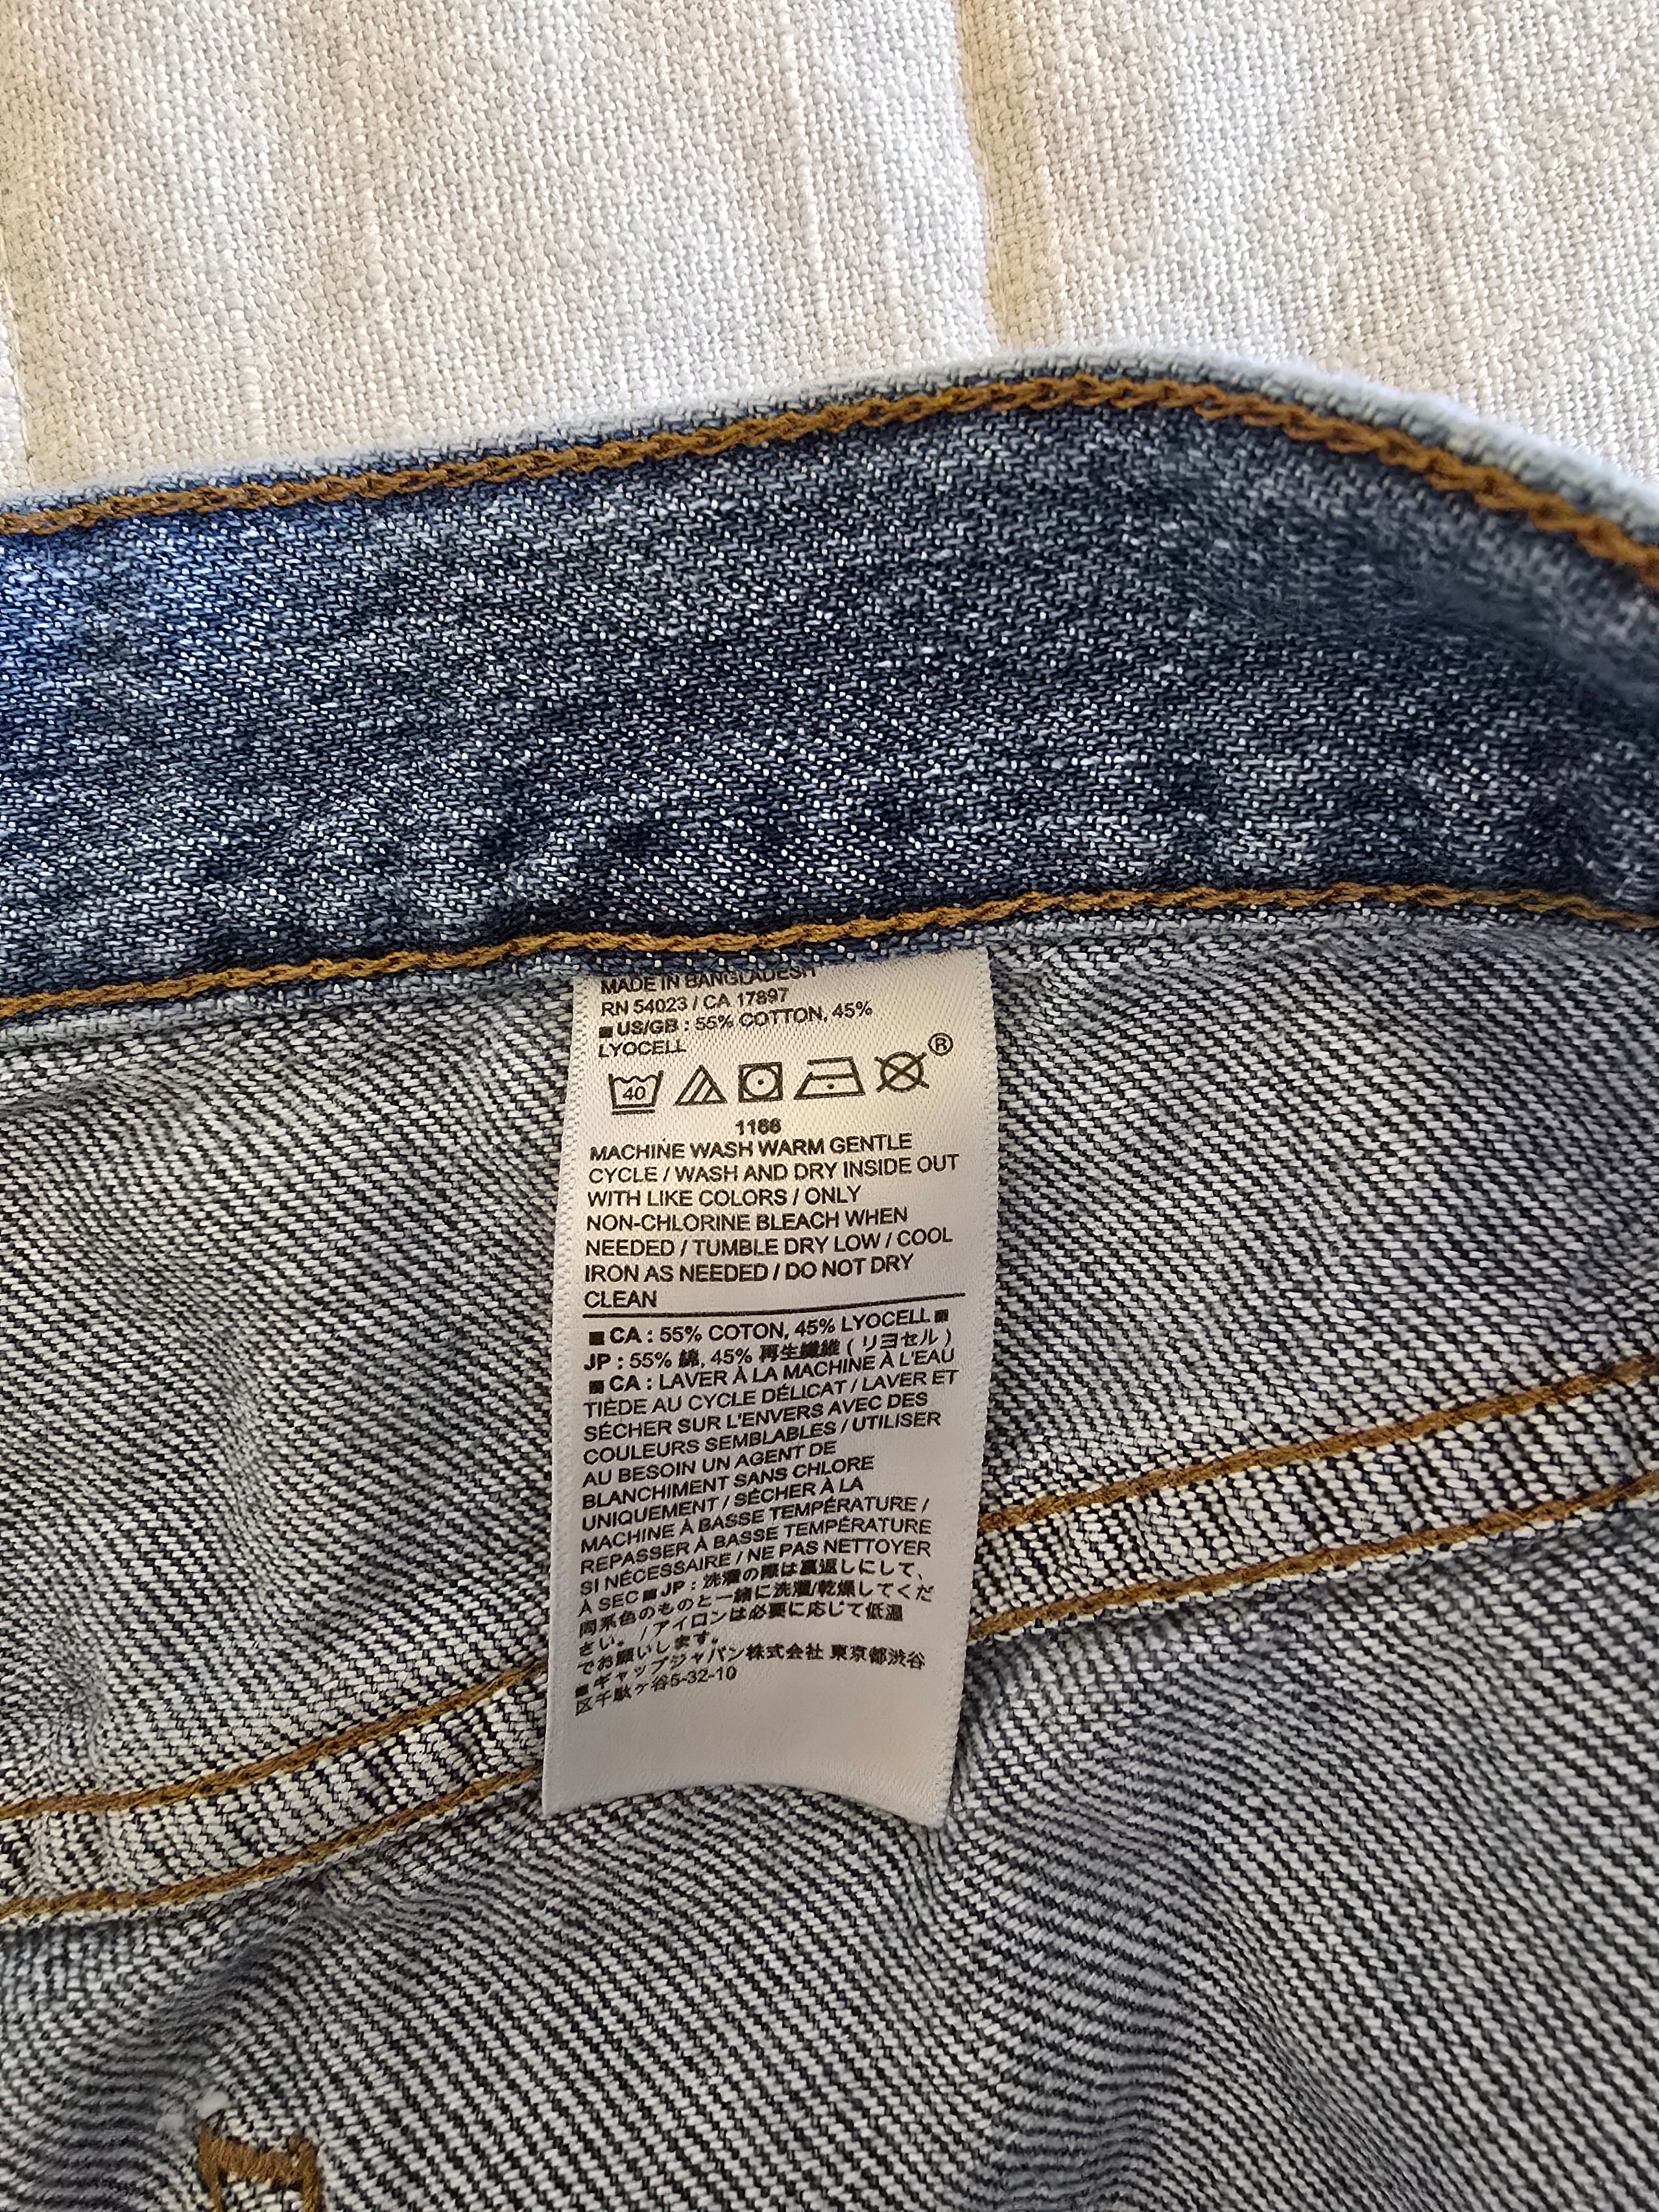 MADE IN BANGLADESH
RN 54023 / CA 17897
■ US/GB : 55% COTTON, 45%
LYOCELL
40 ®
1166
MACHINE WASH WARM GENTLE
CYCLE / WASH AND DRY INSIDE OUT
WITH LIKE COLORS / ONLY
NON-CHLORINE BLEACH WHEN
NEEDED / TUMBLE DRY LOW / COOL
IRON AS NEEDED / DO NOT DRY
CLEAN
■ CA : 55% COTON, 45% LYOCELL ■
JP : 55% 綿, 45% 再生繊維 ( リヨセル )
■ CA : LAVER À LA MACHINE À L'EAU
TIÈDE AU CYCLE DÉLICAT / LAVER ET
SÉCHER SUR L'ENVERS AVEC DES
COULEURS SEMBLABLES / UTILISER
AU BESOIN UN AGENT DE
BLANCHIMENT SANS CHLORE
UNIQUEMENT / SÉCHER À LA
MACHINE À BASSE TEMPÉRATURE /
REPASSER À BASSE TEMPÉRATURE
SI NÉCESSAIRE / NE PAS NETTOYER
À SEC ■ JP : 洗濯の際は裏返しにして、
同系色のものと一緒に洗濯/乾燥してくだ
さい。 / アイロンは必要に応じて低温
でお願いします。
■ ギャップジャパン株式会社 東京都渋谷
区千駄ヶ谷5-32-10